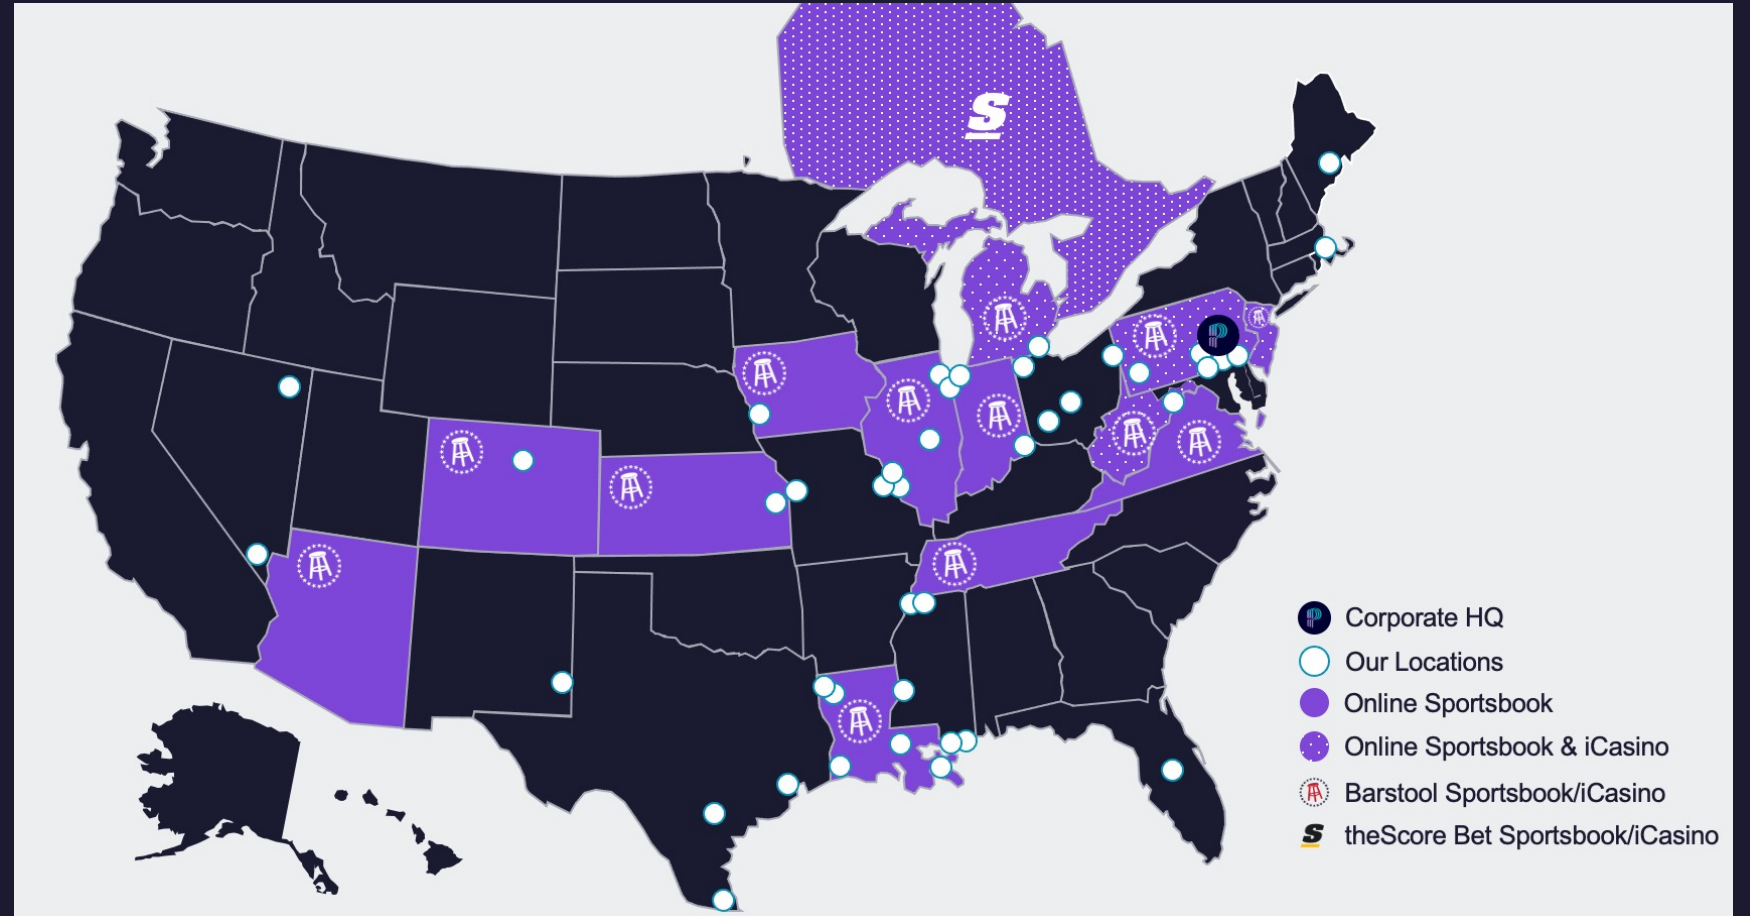 Corporate HQ
Our Locations
Online Sportsbook
Online Sportsbook & iCasino
Barstool Sportsbook/iCasino
theScore Bet Sportsbook/iCasino